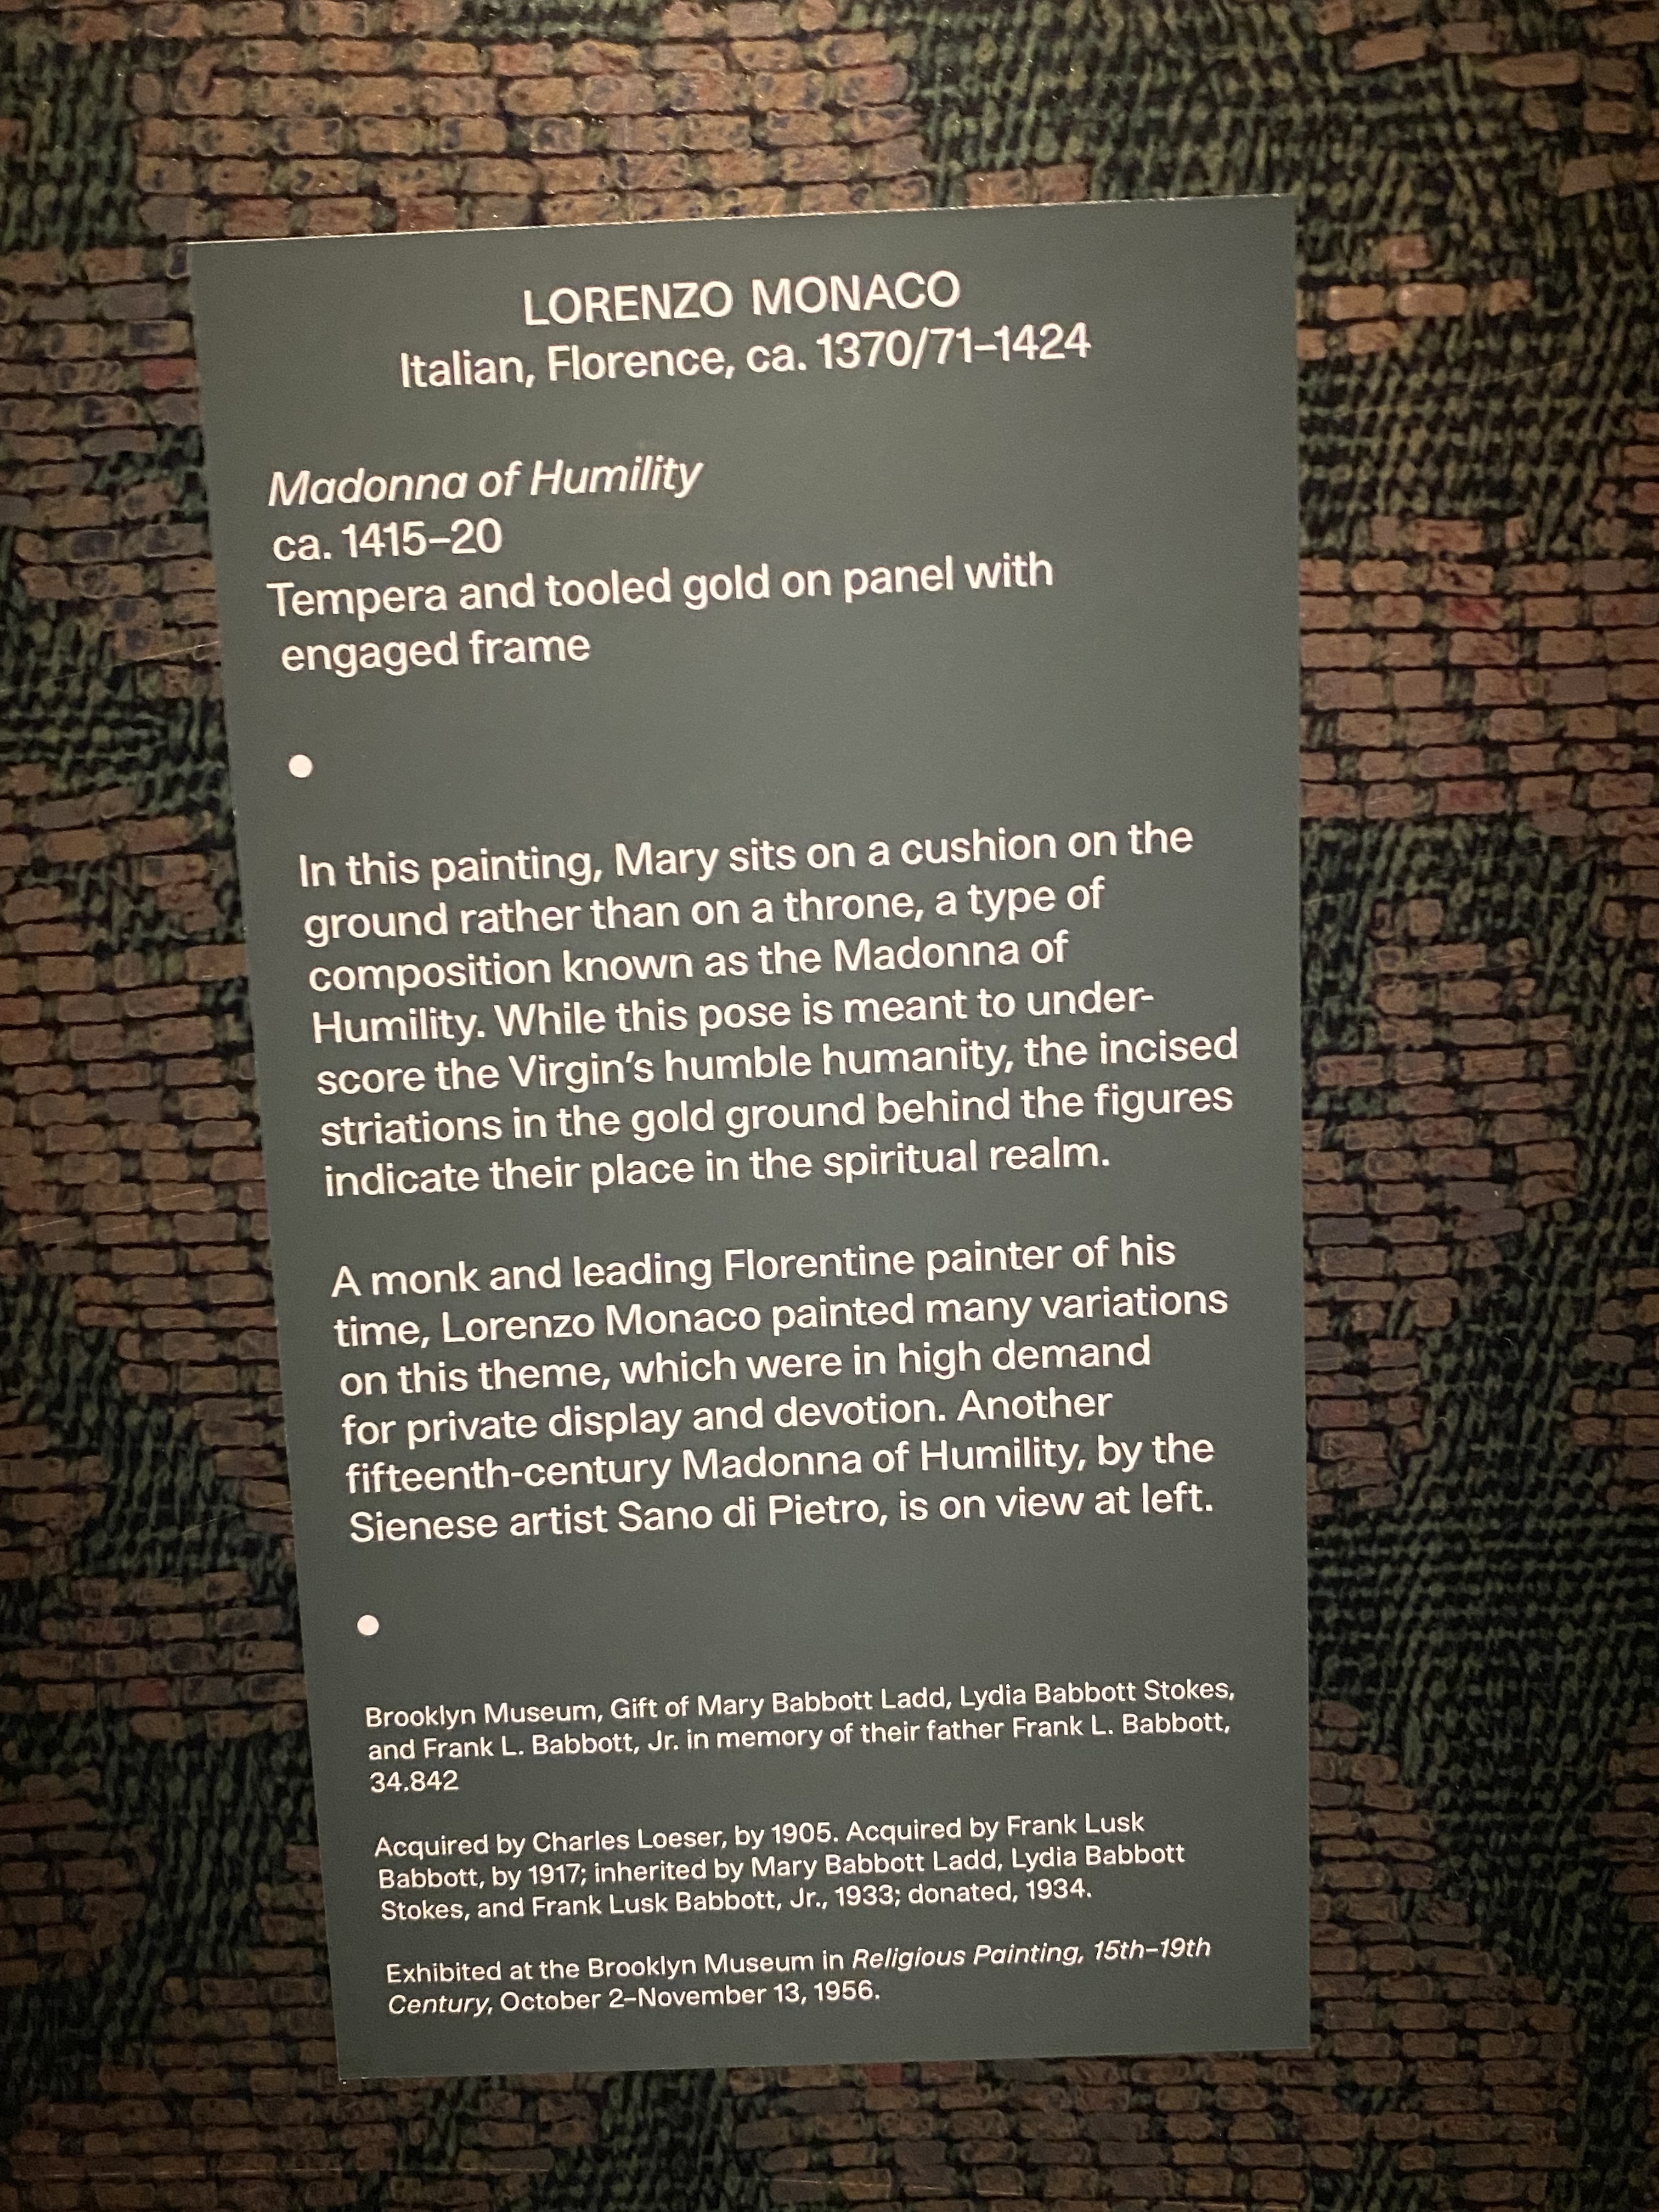 LORENZO MONACO
Italian, Florence, ca. 1370/71–1424
Madonna of Humility
ca. 1415–20
Tempera and tooled gold on panel with
engaged frame
In this painting, Mary sits on a cushion on the
ground rather than on a throne, a type of
composition known as the Madonna of
Humility. While this pose is meant to under-
score the Virgin’s humble humanity, the incised
striations in the gold ground behind the figures
indicate their place in the spiritual realm.
A monk and leading Florentine painter of his
time, Lorenzo Monaco painted many variations
on this theme, which were in high demand
for private display and devotion. Another
fifteenth-century Madonna of Humility, by the
Sienese artist Sano di Pietro, is on view at left.
Brooklyn Museum, Gift of Mary Babbott Ladd, Lydia Babbott Stokes,
and Frank L. Babbott, Jr. in memory of their father Frank L. Babbott,
34.842
Acquired by Charles Loeser, by 1905. Acquired by Frank Lusk
Babbott, by 1917; inherited by Mary Babbott Ladd, Lydia Babbott
Stokes, and Frank Lusk Babbott, Jr., 1933; donated, 1934.
Exhibited at the Brooklyn Museum in Religious Painting, 15th–19th
Century, October 2–November 13, 1956.